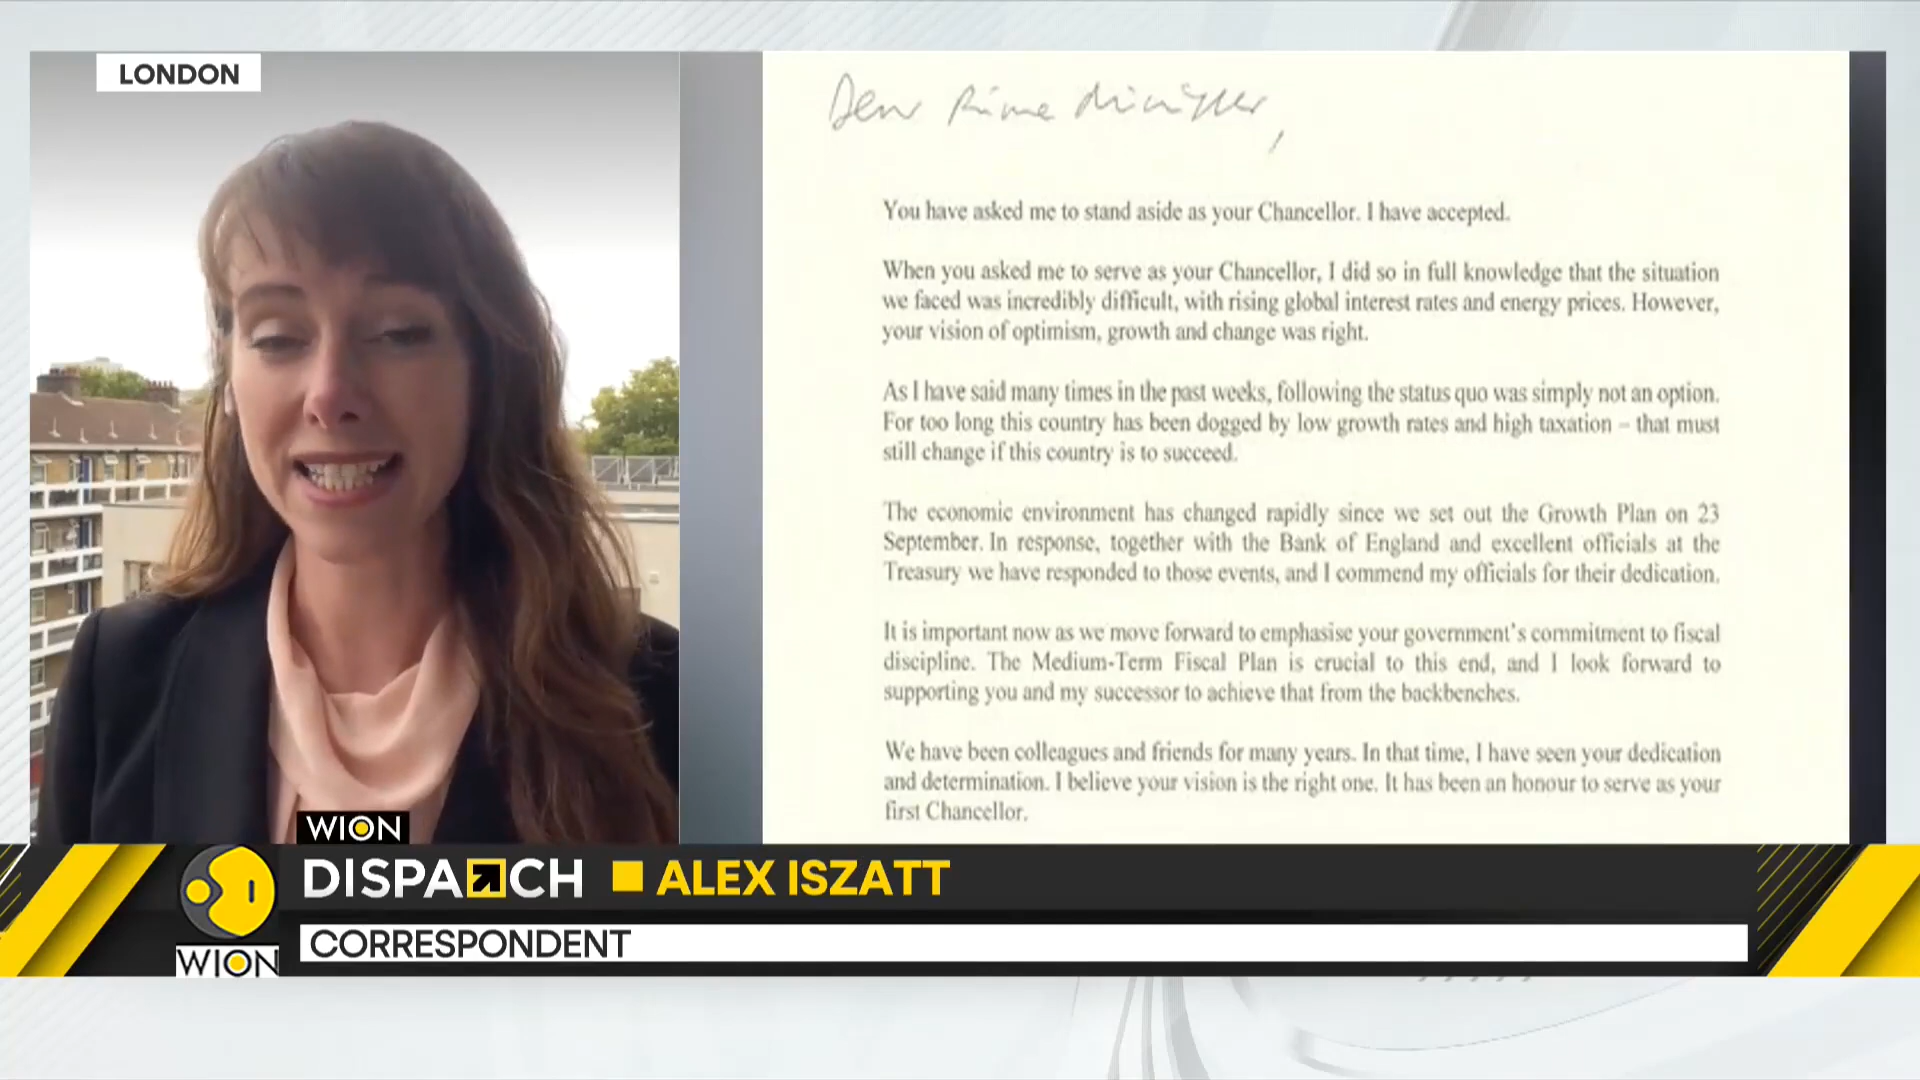 LONDON
Dear Prime Minister,
You have asked me to stand aside as your Chancellor. I have accepted.
When you asked me to serve as your Chancellor, I did so in full knowledge that the situation
we faced was incredibly difficult, with rising global interest rates and energy prices. However,
your vision of optimism, growth and change was right.
As I have said many times in the past weeks, following the status quo was simply not an option.
For too long this country has been dogged by low growth rates and high taxation – that must
still change if this country is to succeed.
The economic environment has changed rapidly since we set out the Growth Plan on 23
September. In response, together with the Bank of England and excellent officials at the
Treasury we have responded to those events, and I commend my officials for their dedication.
It is important now as we move forward to emphasise your government's commitment to fiscal
discipline. The Medium-Term Fiscal Plan is crucial to this end, and I look forward to
supporting you and my successor to achieve that from the backbenches.
We have been colleagues and friends for many years. In that time, I have seen your dedication
and determination. I believe your vision is the right one. It has been an honour to serve as your
first Chancellor.
WION
DISPATCH ALEX ISZATT
CORRESPONDENT
WION